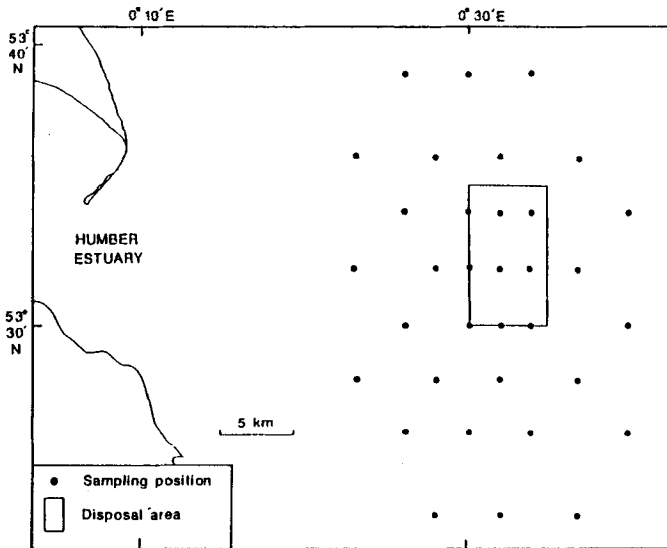 0° 10'E
0° 30'E
53°
40'
N
HUMBER
ESTUARY
53°
30'
N
5 km
Sampling position
Disposal area